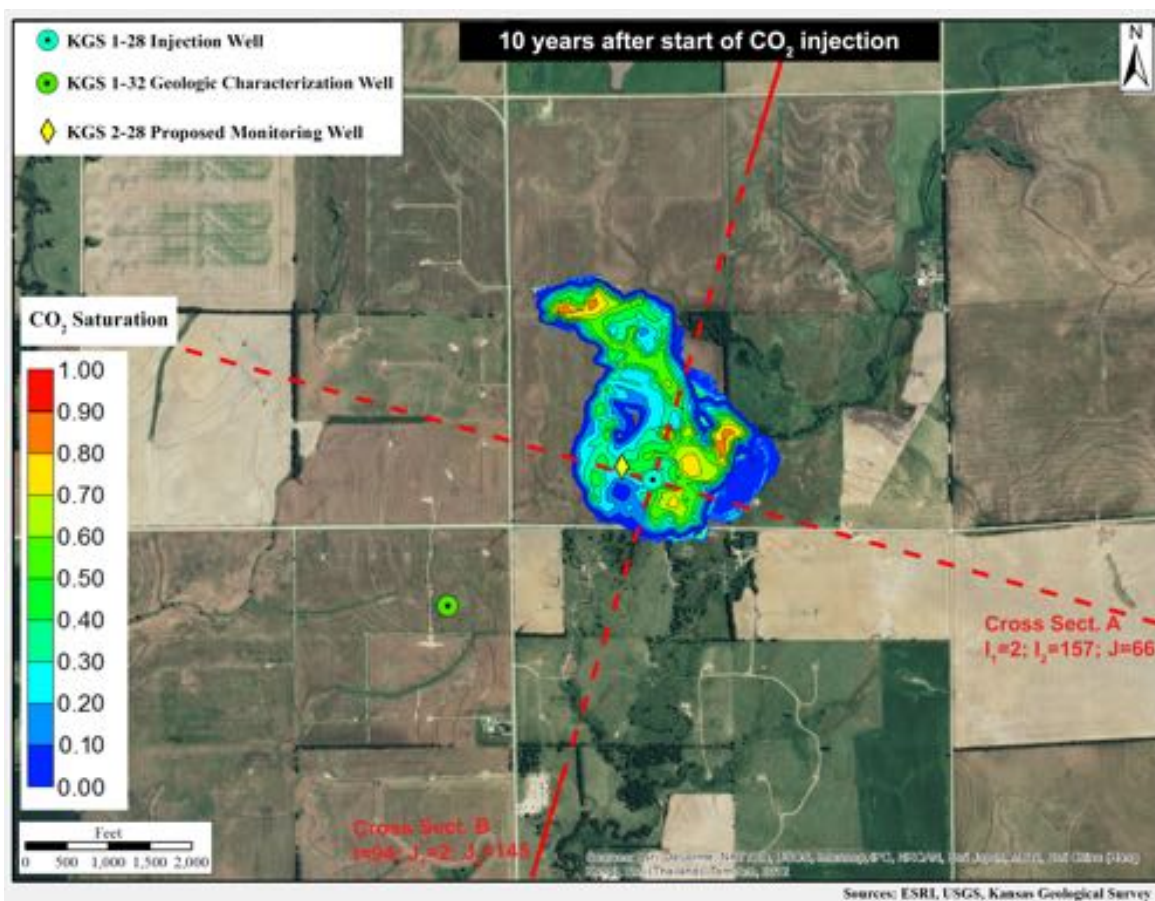 KGS 1-28 Injection Well
KGS 1-32 Geologic Characterization Well
KGS 2-28 Proposed Monitoring Well
10 years after start of CO₂ injection
N
CO₂ Saturation
1.00
0.90
0.80
0.70
0.60
0.50
0.40
0.30
0.20
0.10
0.00
Cross Sect. A
I₁=2; I₂=157; J=66
Cross Sect. B
Feet
0 500 1,000 1,500 2,000
Sources: ESRI, USGS, Kansas Geological Survey